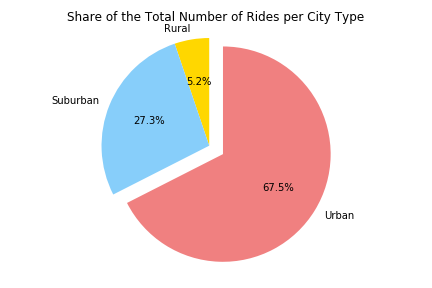 Share of the Total Number of Rides per City Type
Rural
5.2%
Suburban
27.3%
67.5%
Urban